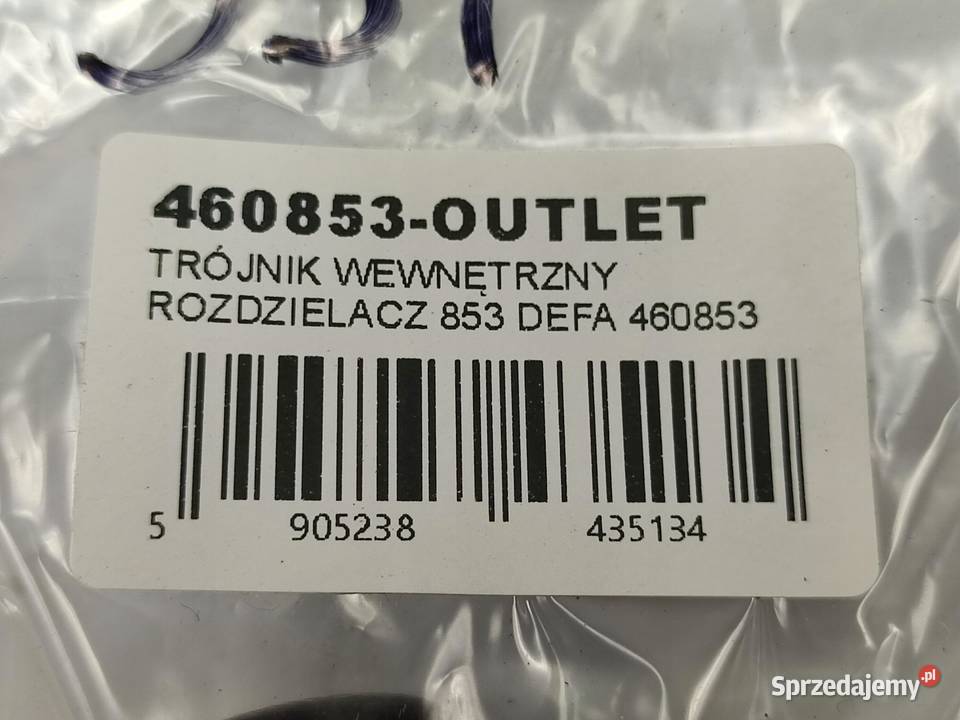 460853-OUTLET
TRÓJNIK WEWNĘTRZNY
ROZDZIELACZ 853 DEFA 460853
5 905238 435134
Sprzedajemy.pl